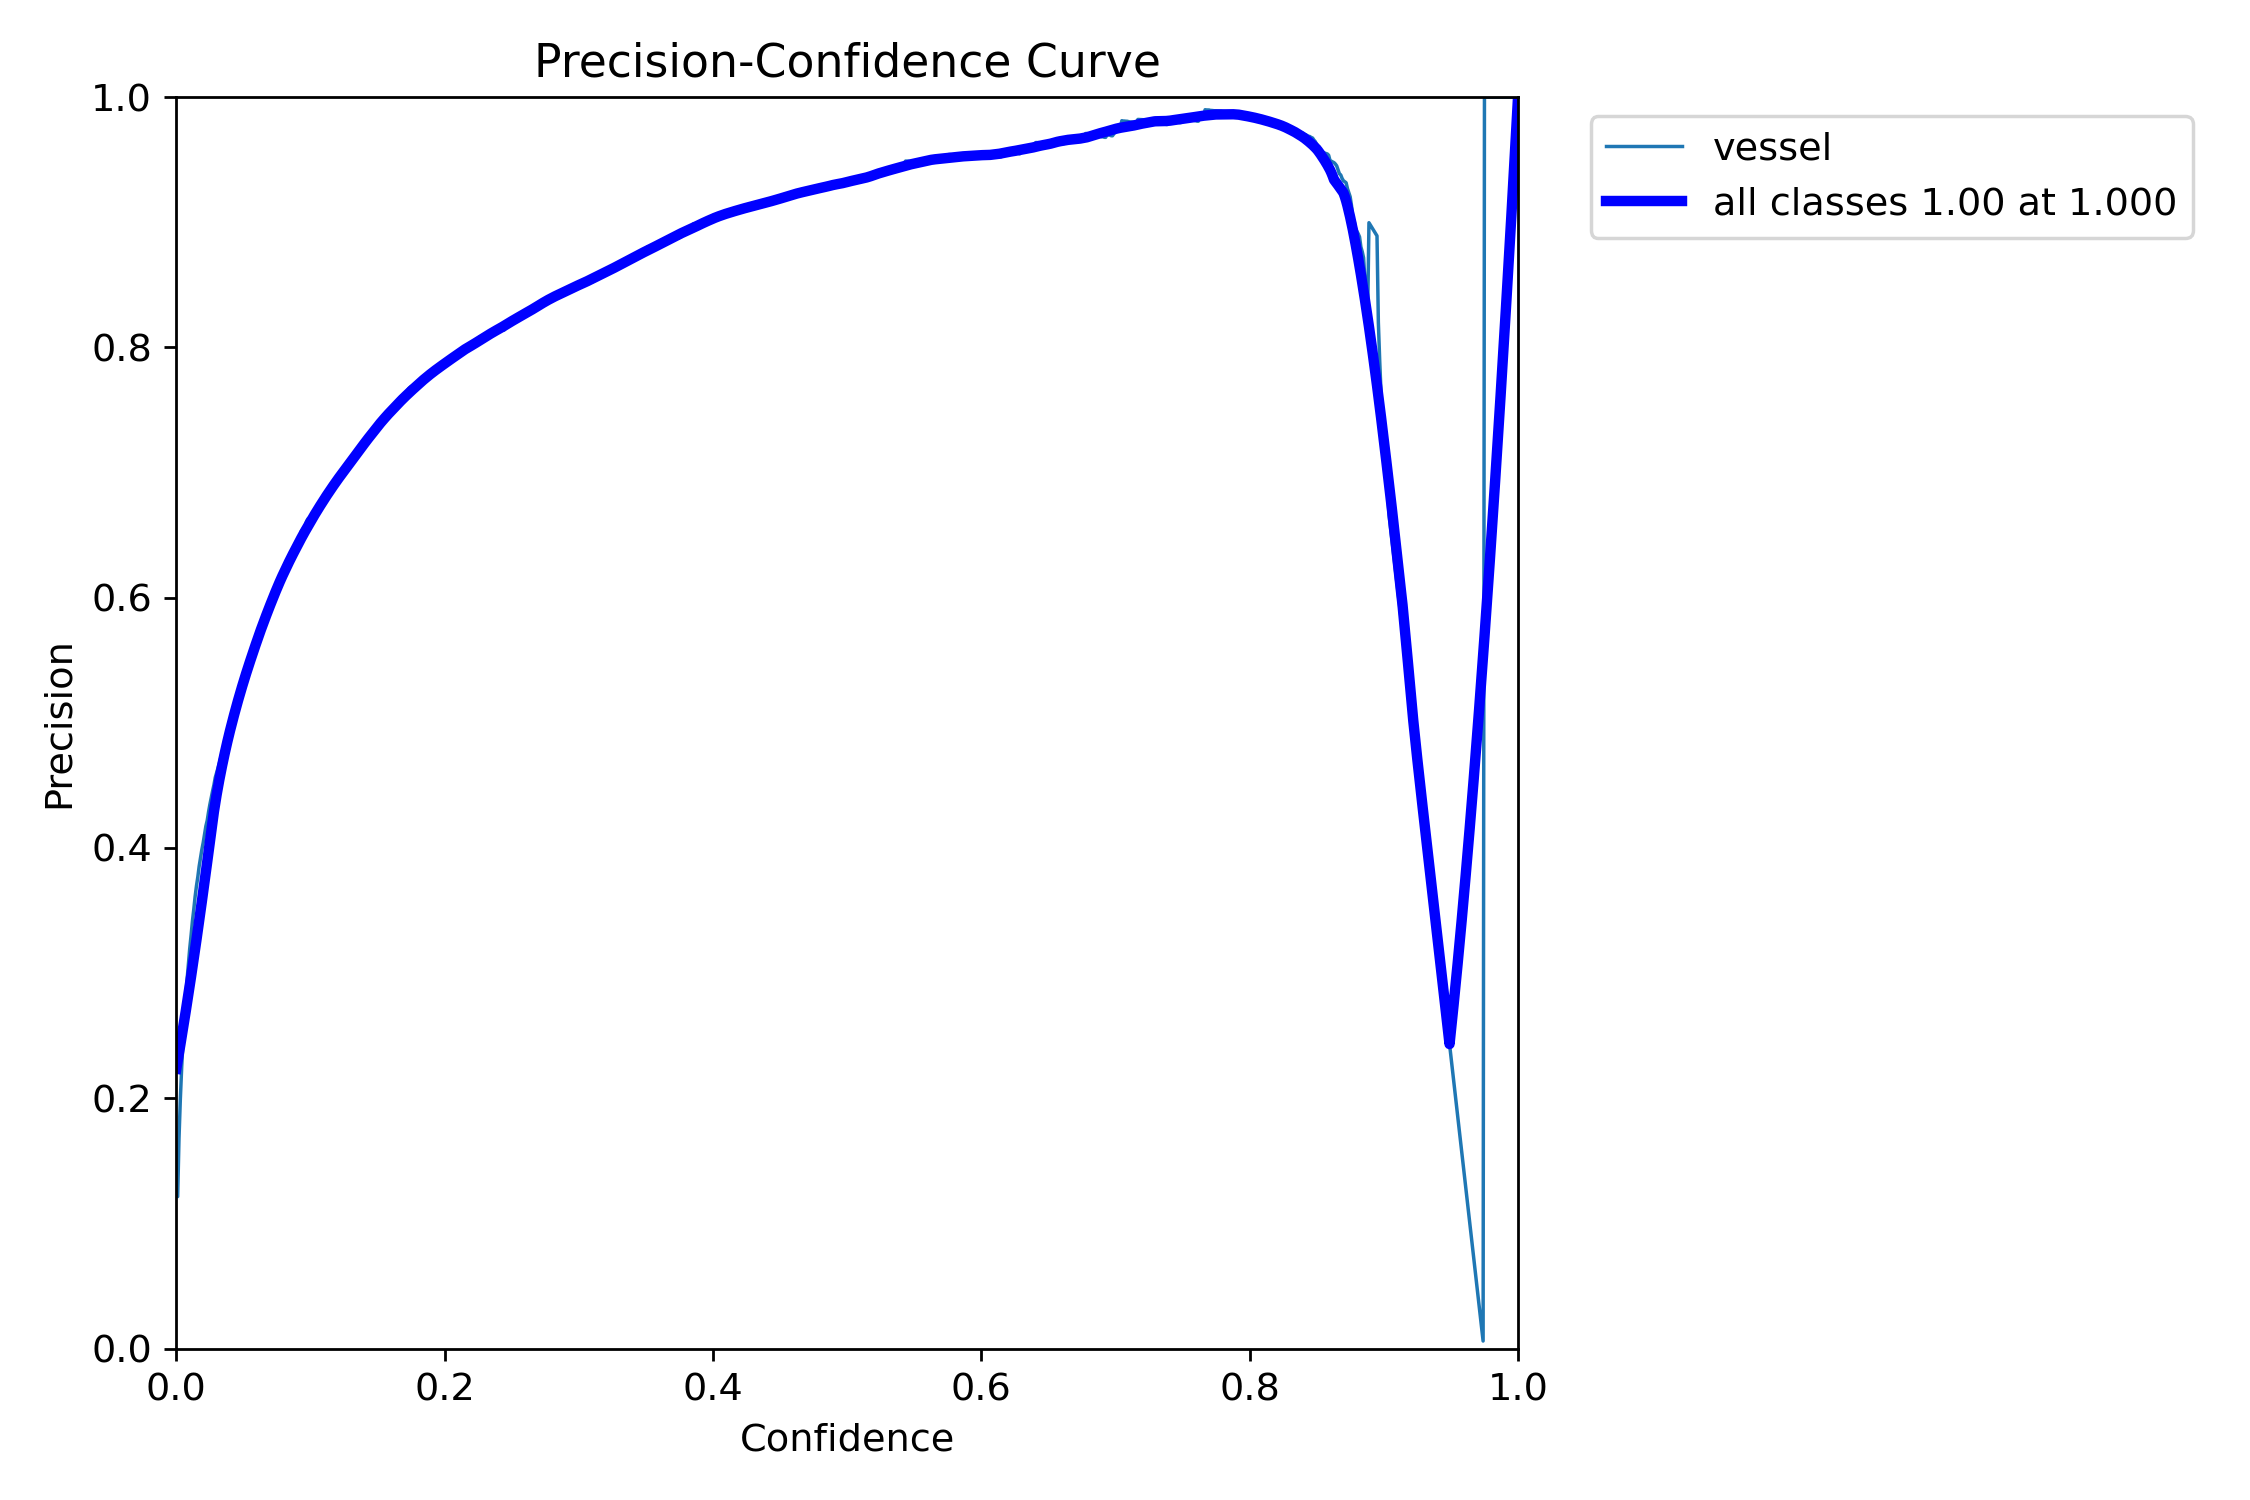 Precision-Confidence Curve
vessel
all classes 1.00 at 1.000
Precision
1.0
0.8
0.6
0.4
0.2
0.0
0.0 0.2 0.4 0.6 0.8 1.0
Confidence